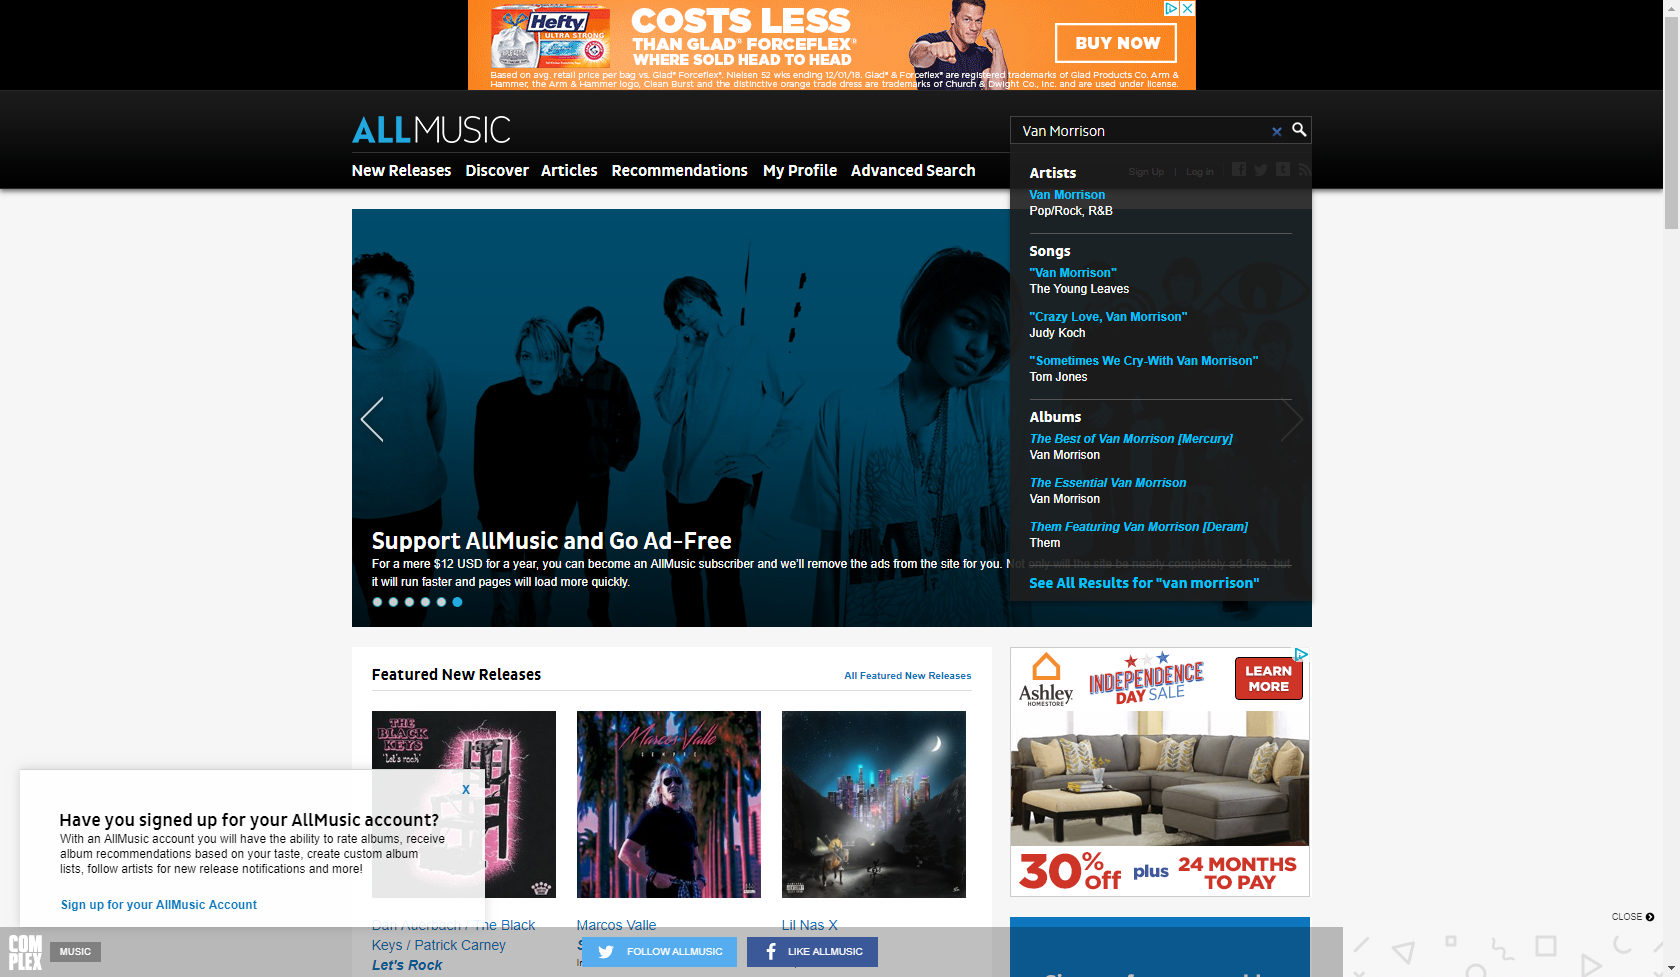 Hefty
ULTRA STRONG
COSTS LESS
THAN GLAD® FORCEFLEX®
WHERE SOLD HEAD TO HEAD
BUY NOW
Based on avg. retail price per bag vs. Glad® Forceflex®. Nielsen 52 wks ending 12/01/18. Glad® & Forceflex® are registered trademarks of Glad Products Co. Arm &
Hammer, the Arm & Hammer logo, Clean Burst and the distinctive orange trade dress are trademarks of Church & Dwight Co., Inc. and are used under license.
ALLMUSIC
Van Morrison
New Releases Discover Articles Recommendations My Profile Advanced Search
Sign Up | Log in
Artists
Van Morrison
Pop/Rock, R&B
Songs
"Van Morrison"
The Young Leaves
"Crazy Love, Van Morrison"
Judy Koch
"Sometimes We Cry-With Van Morrison"
Tom Jones
Albums
The Best of Van Morrison [Mercury]
Van Morrison
The Essential Van Morrison
Van Morrison
Them Featuring Van Morrison [Deram]
Them
See All Results for "van morrison"
Support AllMusic and Go Ad-Free
For a mere $12 USD for a year, you can become an AllMusic subscriber and we'll remove the ads from the site for you. Not only will the site be nearly completely ad-free, but
it will run faster and pages will load more quickly.
Featured New Releases
All Featured New Releases
THE BLACK KEYS
"Let's rock"
Marcos Valle
SEMPRE
Dan Auerbach / The Black
Keys / Patrick Carney
Let's Rock
Marcos Valle
Lil Nas X
Ashley
HOMESTORE
INDEPENDENCE
DAY SALE
LEARN
MORE
30% off plus 24 MONTHS
TO PAY
x
Have you signed up for your AllMusic account?
With an AllMusic account you will have the ability to rate albums, receive
album recommendations based on your taste, create custom album
lists, follow artists for new release notifications and more!
Sign up for your AllMusic Account
CLOSE
COMPLEX
MUSIC
FOLLOW ALLMUSIC
LIKE ALLMUSIC